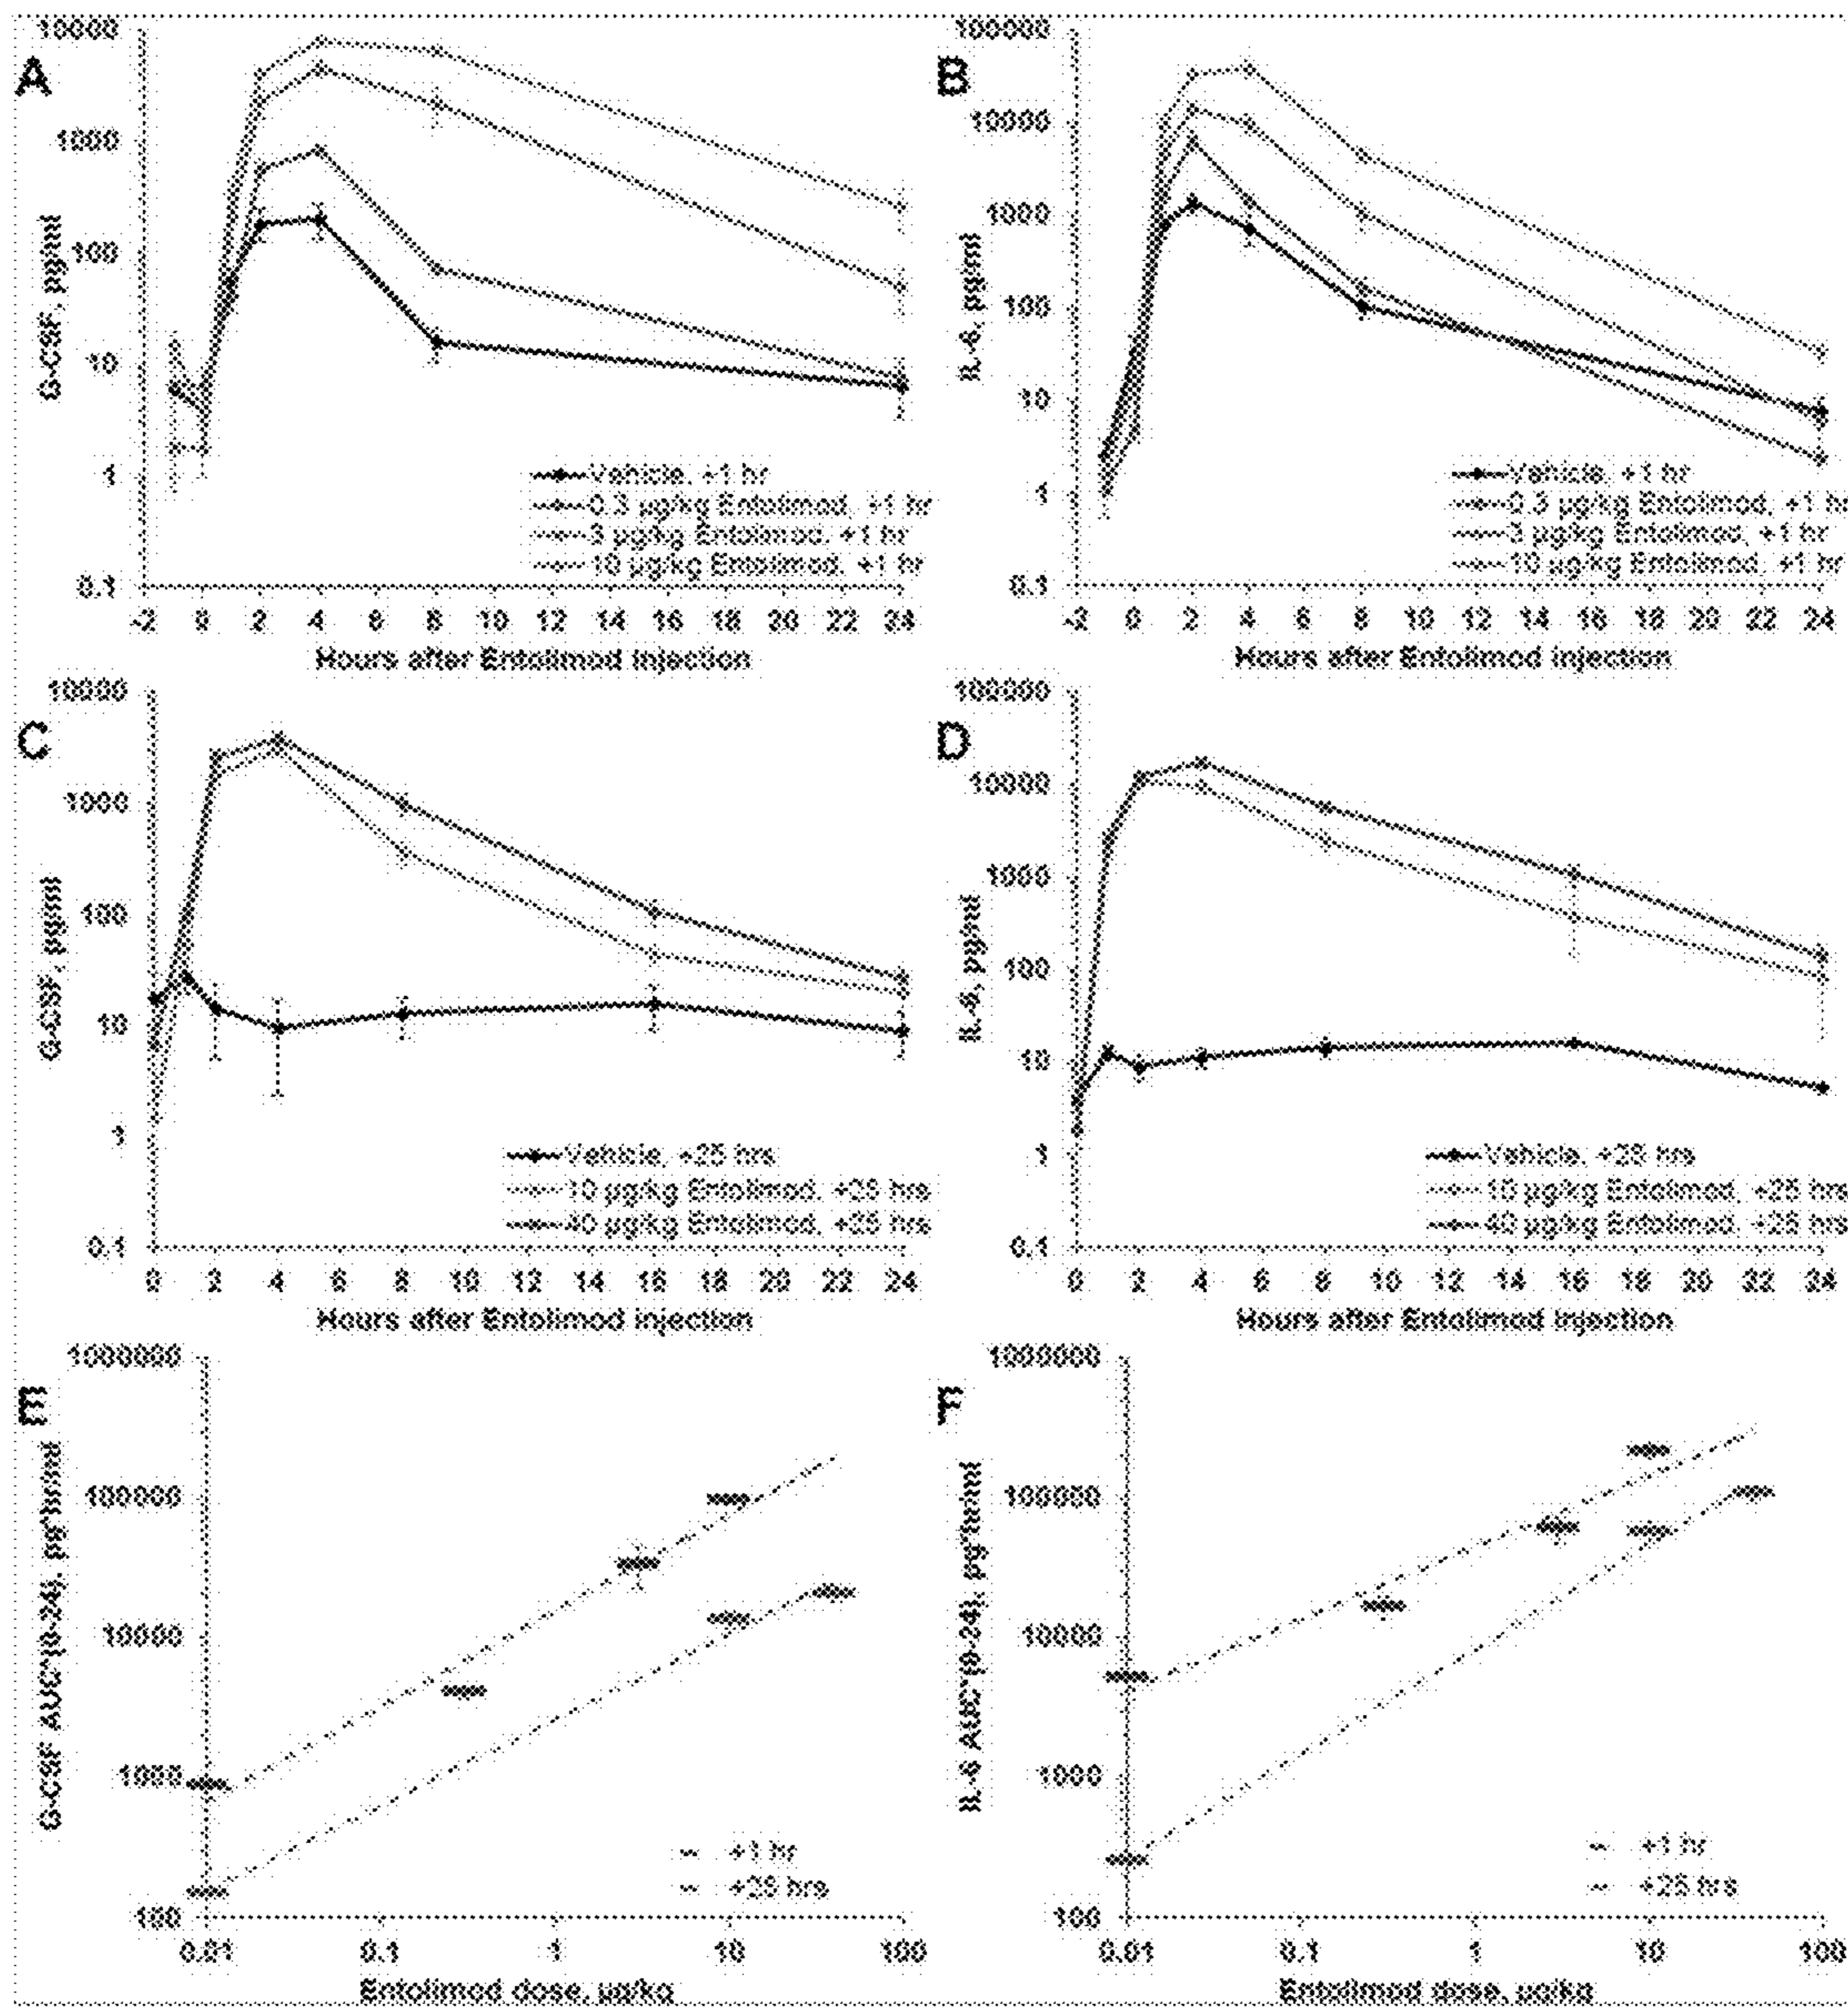 A
10000
1000
100
10
1
0.1
G-CSF, pg/ml
Vehicle, +1 hr
0.3 µg/kg Entolimod, +1 hr
3 µg/kg Entolimod, +1 hr
10 µg/kg Entolimod, +1 hr
-2 0 2 4 6 8 10 12 14 16 18 20 22 24
Hours after Entolimod injection
B
100000
10000
1000
100
10
1
0.1
IL-6, pg/ml
Vehicle, +1 hr
0.3 µg/kg Entolimod, +1 hr
3 µg/kg Entolimod, +1 hr
10 µg/kg Entolimod, +1 hr
-2 0 2 4 6 8 10 12 14 16 18 20 22 24
Hours after Entolimod injection
C
10000
1000
100
10
1
0.1
G-CSF, pg/ml
Vehicle, +25 hrs
10 µg/kg Entolimod, +25 hrs
40 µg/kg Entolimod, +25 hrs
0 2 4 6 8 10 12 14 16 18 20 22 24
Hours after Entolimod injection
D
100000
10000
1000
100
10
1
0.1
IL-6, pg/ml
Vehicle, +25 hrs
10 µg/kg Entolimod, +25 hrs
40 µg/kg Entolimod, +25 hrs
0 2 4 6 8 10 12 14 16 18 20 22 24
Hours after Entolimod injection
E
1000000
100000
10000
1000
100
G-CSF AUC*(0-24), pg*hr/ml
+1 hr
+25 hrs
0.01 0.1 1 10 100
Entolimod dose, µg/kg
F
1000000
100000
10000
1000
100
IL-6 AUC*(0-24), pg*hr/ml
+1 hr
+25 hrs
0.01 0.1 1 10 100
Entolimod dose, µg/kg